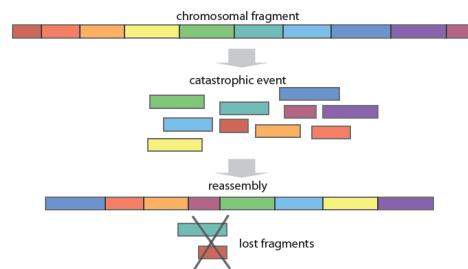 chromosomal fragment
catastrophic event
reassembly
lost fragments